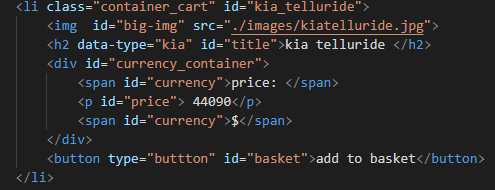 <li class="container_cart" id="kia_telluride">
<img  id="big-img" src="./images/kiatelluride.jpg">
<h2 data-type="kia" id="title">kia telluride </h2>
<div id="currency_container">
<span id="currency">price: </span>
<p id="price"> 44090</p>
<span id="currency">$</span>
</div>
<button type="buttton" id="basket">add to basket</button>
</li>